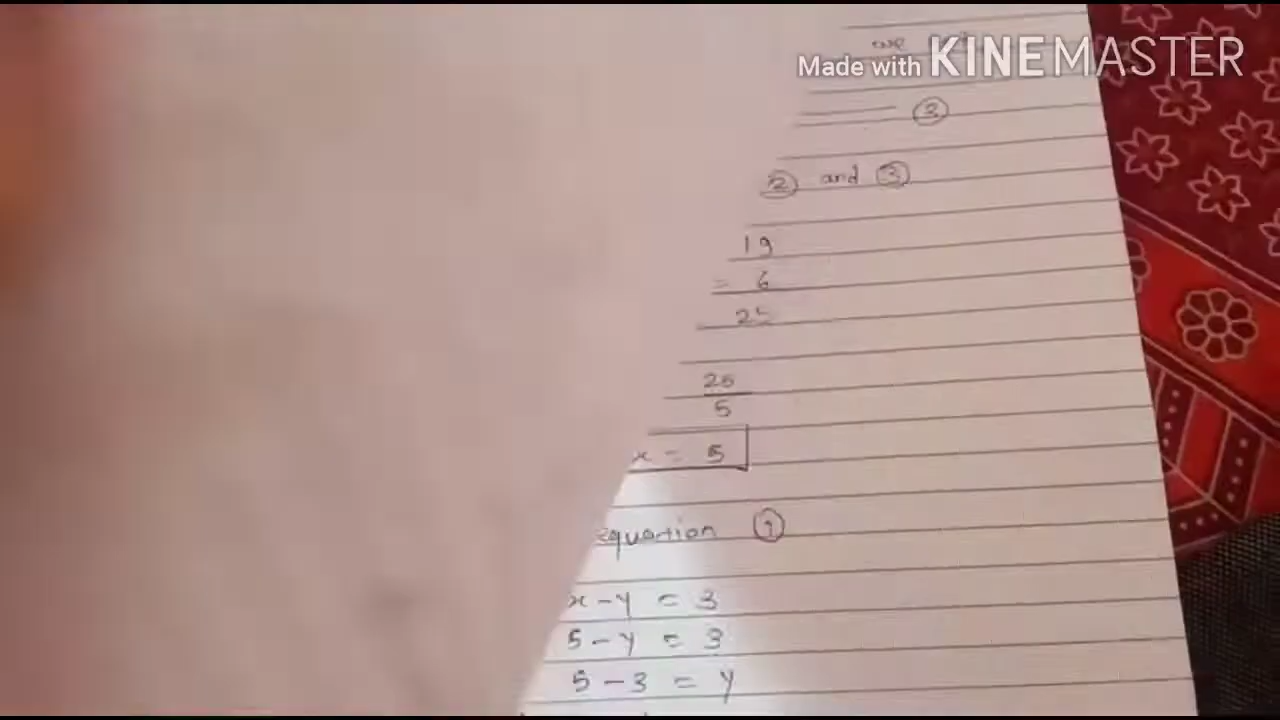 we
Made with KINEMASTER
③
② and ③
19
= 6
25
25
5
x = 5
equation ①
x - y = 3
5 - y = 3
5 - 3 = y